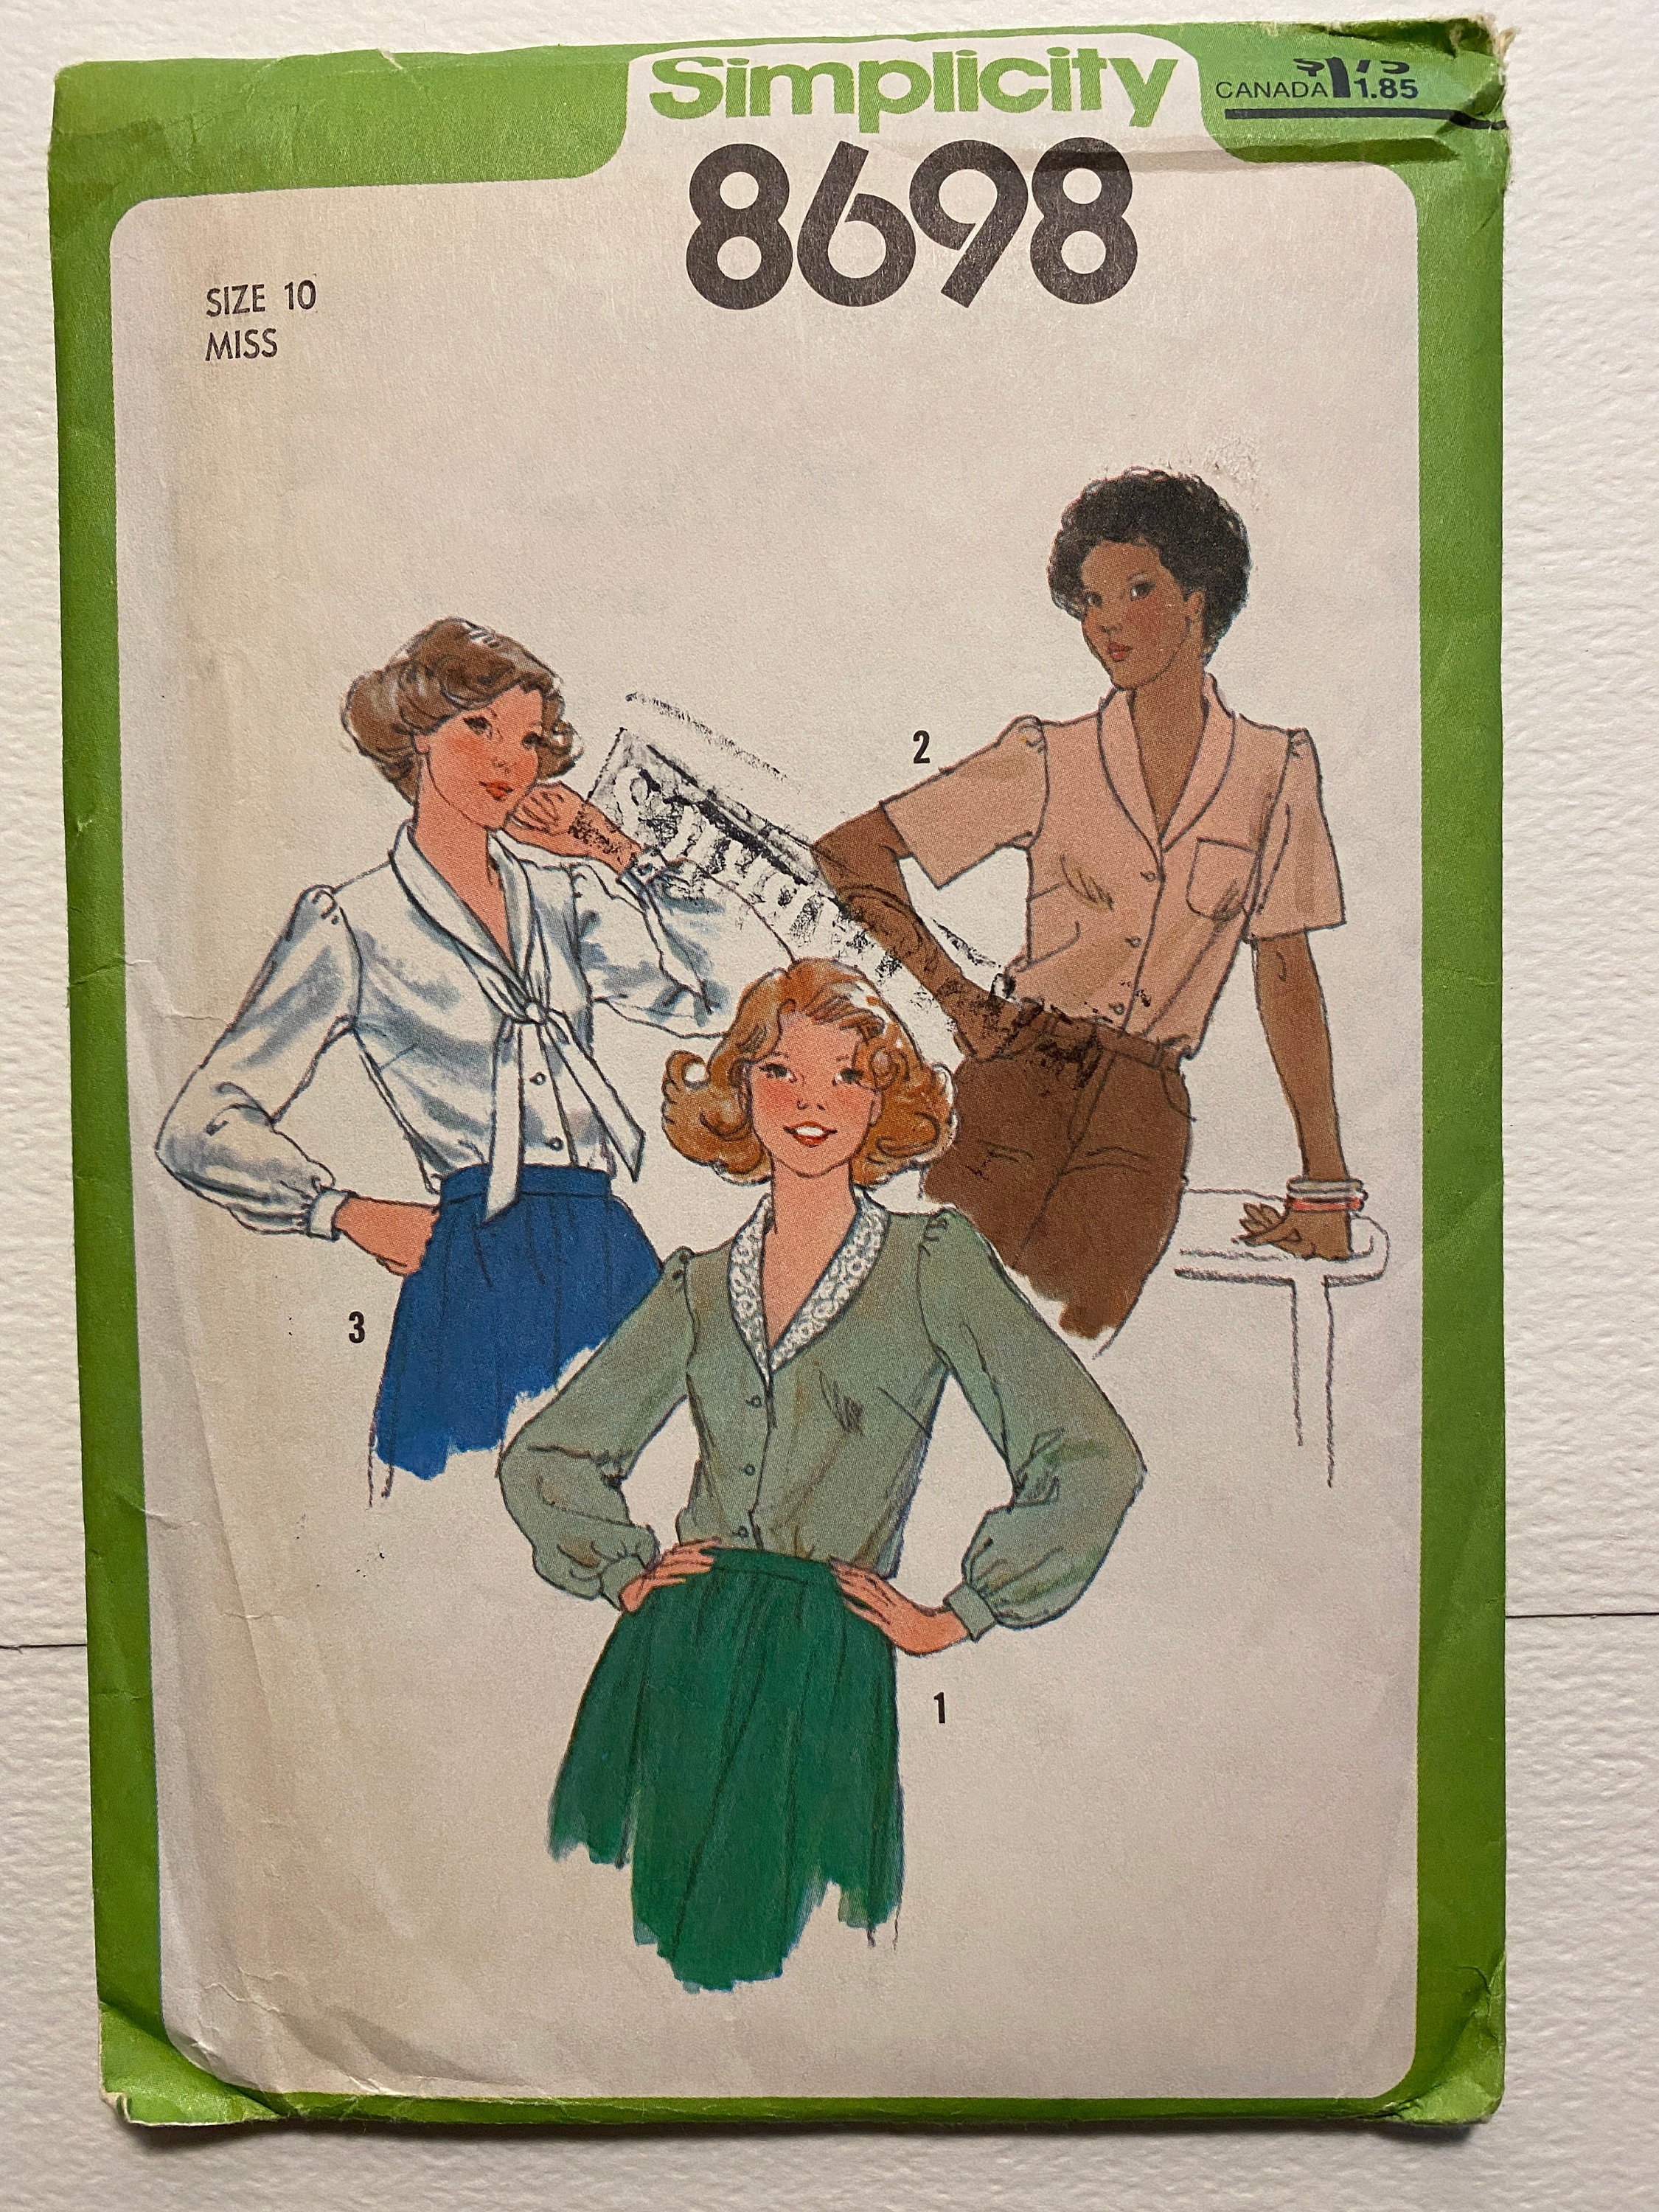 Simplicity
CANADA 1.85
8698
SIZE 10
MISS
2
3
1